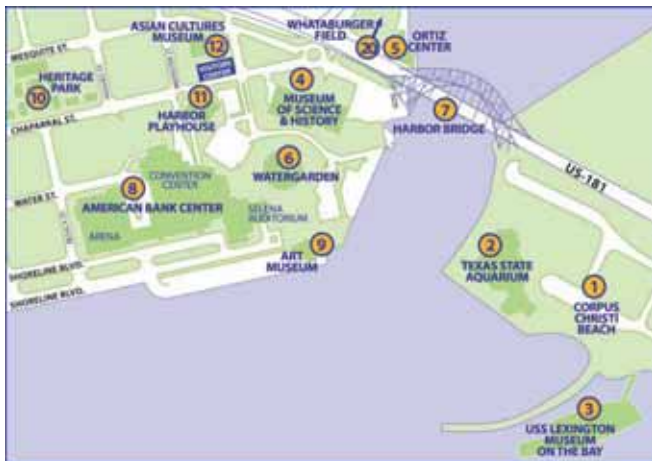 WHATABURGER
FIELD
20
5
ORTIZ
CENTER
ASIAN CULTURES
MUSEUM
12
MESQUITE ST.
VISITORS
CENTER
HERITAGE
PARK
10
4
MUSEUM
OF SCIENCE
& HISTORY
11
HARBOR
PLAYHOUSE
7
HARBOR BRIDGE
CHAPARRAL ST.
US-181
6
WATERGARDEN
CONVENTION
CENTER
8
AMERICAN BANK CENTER
WATER ST.
SELENA
AUDITORIUM
ARENA
9
ART
MUSEUM
2
TEXAS STATE
AQUARIUM
SHORELINE BLVD.
SHORELINE BLVD.
1
CORPUS
CHRISTI
BEACH
3
USS LEXINGTON
MUSEUM
ON THE BAY